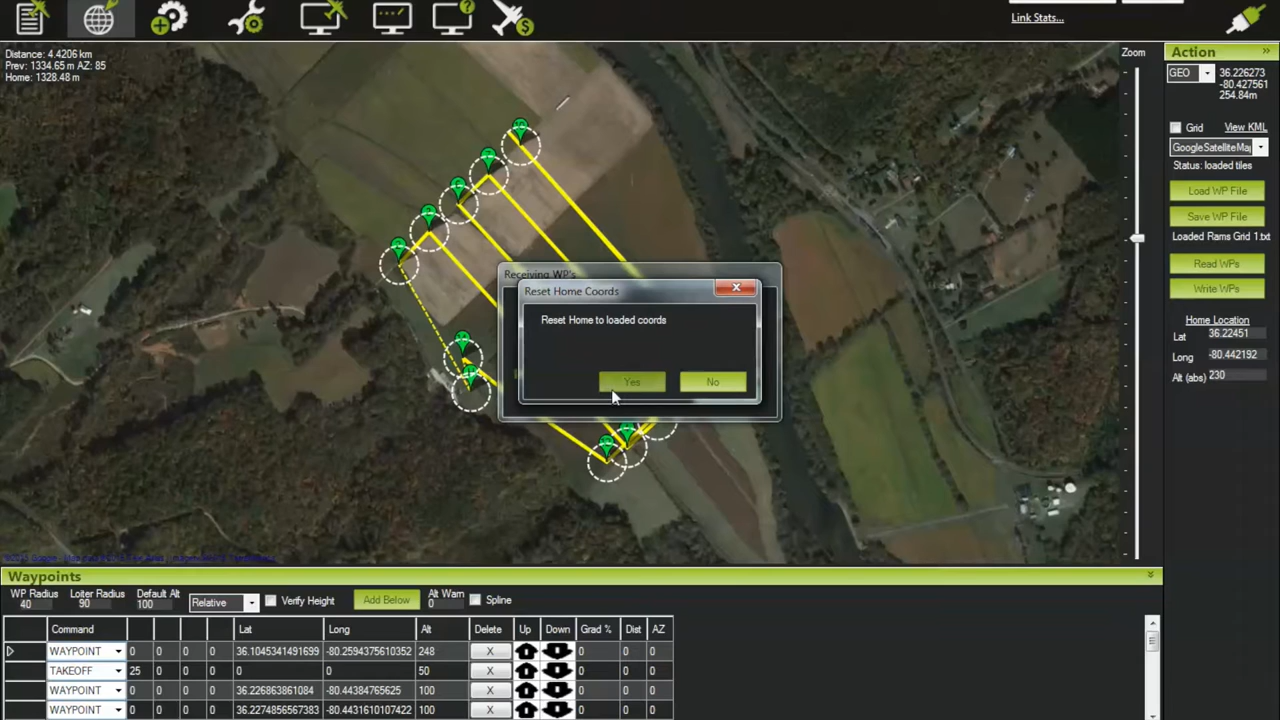 Link Stats...
Distance: 4.4206 km
Prev: 1334.65 m AZ: 85
Home: 1328.48 m
Zoom
Action
GEO
36.226273
-80.427561
254.84m
Grid
View KML
GoogleSatelliteMap
Status: loaded tiles
Load WP File
Save WP File
Loaded Rams Grid 1.txt
Read WPs
Write WPs
Home Location
Lat 36.22451
Long -80.442192
Alt (abs) 230
Receiving WP's
Reset Home Coords
Reset Home to loaded coords
Yes
No
Waypoints
WP Radius Loiter Radius Default Alt
40 90 100
Relative
Verify Height
Add Below
Alt Warn
0
Spline
Command Lat Long Alt Delete Up Down Grad % Dist AZ
WAYPOINT 0 0 0 0 36.1045341491699 -80.2594375610352 248 X 0 0 0
TAKEOFF 25 0 0 0 0 0 50 X 0 0 0
WAYPOINT 0 0 0 0 36.226863861084 -80.44384765625 100 X 0 0 0
WAYPOINT 0 0 0 0 36.2274856567383 -80.4431610107422 100 X 0 0 0